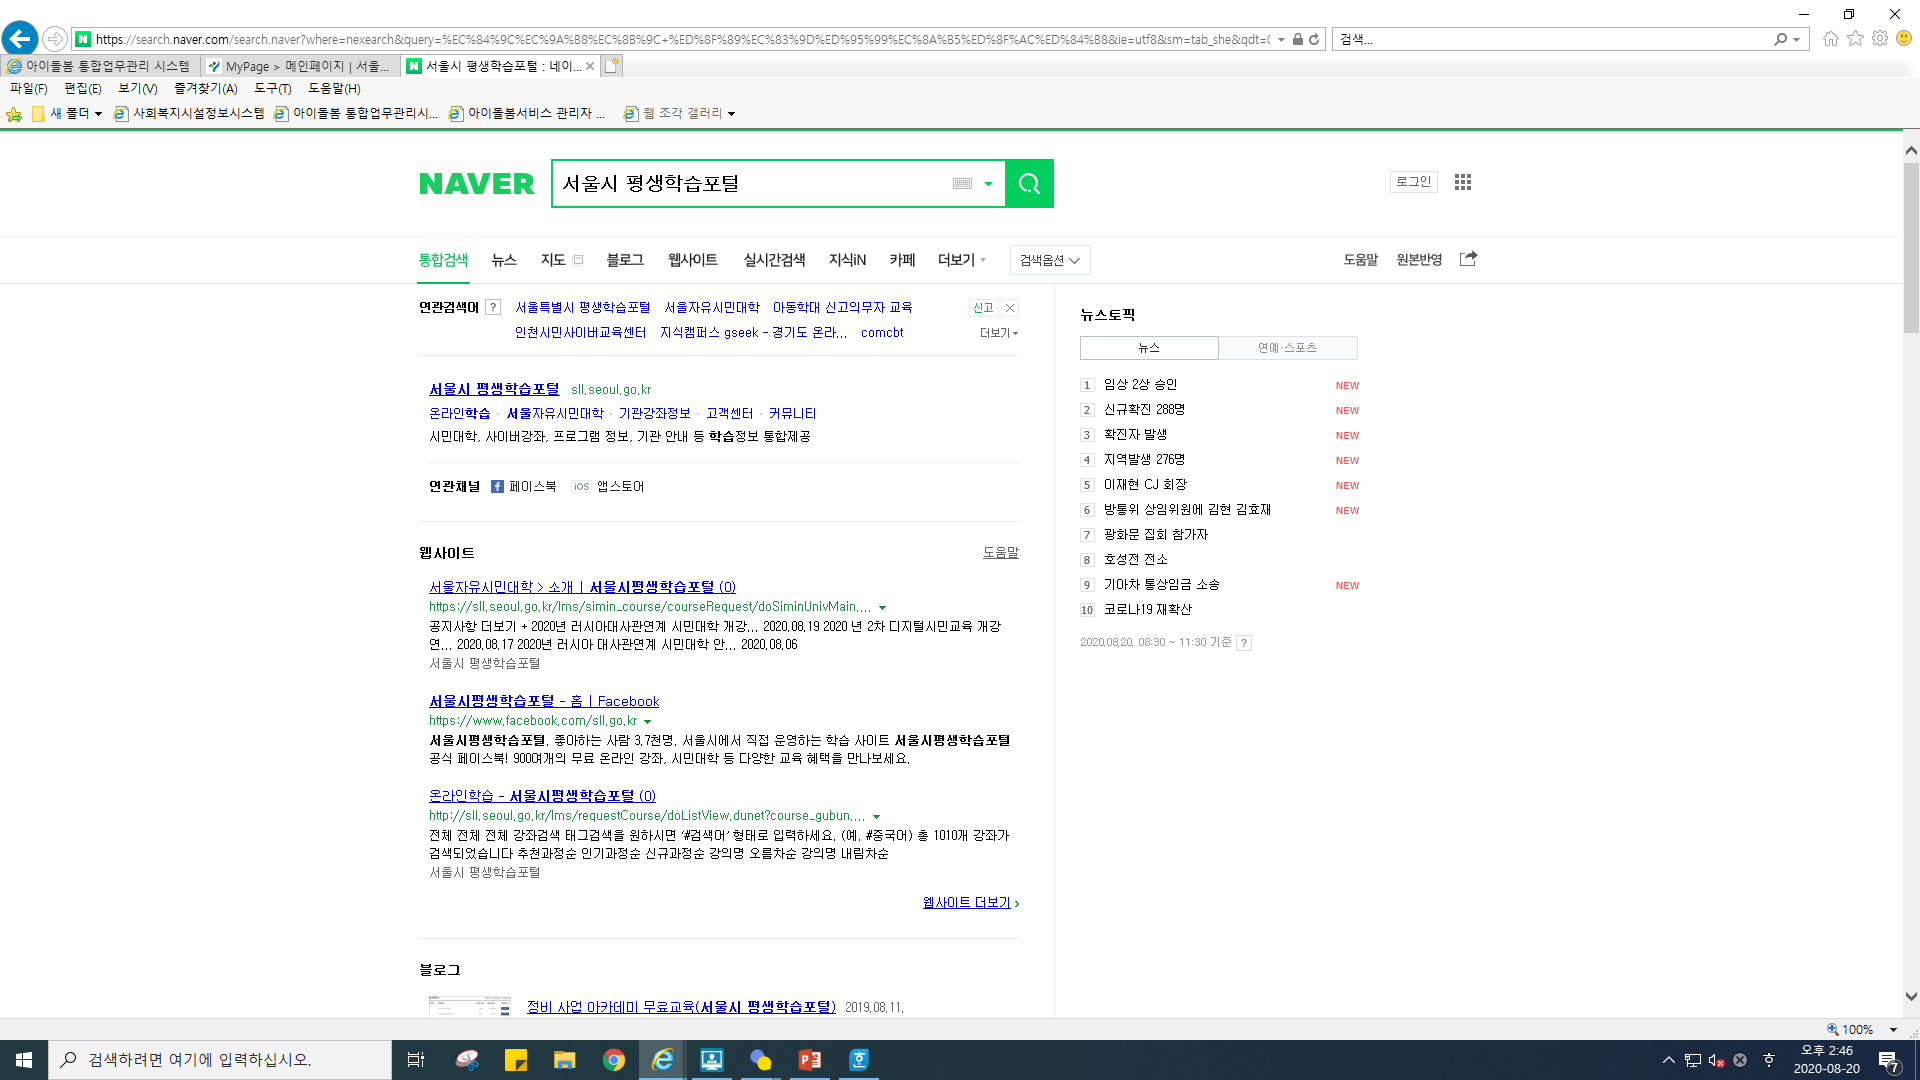 https://search.naver.com/search.naver?where=nexearch&query=%EC%84%9C%EC%9A%B8%EC%8B%9C+%ED%8F%89%EC%83%9D%ED%95%99%EC%8A%B5%ED%8F%AC%ED%84%B8&ie=utf8&sm=tab_she&qdt=0
검색...
아이돌봄 통합업무관리 시스템
MyPage > 메인페이지 | 서울...
서울시 평생학습포털 : 네이...
파일(F) 편집(E) 보기(V) 즐겨찾기(A) 도구(T) 도움말(H)
새 폴더 사회복지시설정보시스템 아이돌봄 통합업무관리시... 아이돌봄서비스 관리자 ... 웹 조각 갤러리
NAVER
서울시 평생학습포털
로그인
통합검색 뉴스 지도 블로그 웹사이트 실시간검색 지식iN 카페 더보기 검색옵션
도움말 원본반영
연관검색어 ? 서울특별시 평생학습포털 서울자유시민대학 아동학대 신고의무자 교육 신고
인천시민사이버교육센터 지식캠퍼스 gseek - 경기도 온라... comcbt 더보기
서울시 평생학습포털 sll.seoul.go.kr
온라인학습 · 서울자유시민대학 · 기관강좌정보 · 고객센터 · 커뮤니티
시민대학, 사이버강좌, 프로그램 정보, 기관 안내 등 학습정보 통합제공
연관채널 페이스북 iOS 앱스토어
웹사이트 도움말
서울자유시민대학 > 소개 | 서울시평생학습포털 (0)
https://sll.seoul.go.kr/lms/simin_course/courseRequest/doSiminUnivMain....
공지사항 더보기 + 2020년 러시아대사관연계 시민대학 개강... 2020.08.19 2020 년 2차 디지털시민교육 개강
연... 2020.08.17 2020년 러시아 대사관연계 시민대학 안... 2020.08.06
서울시 평생학습포털
서울시평생학습포털 - 홈 | Facebook
https://www.facebook.com/sll.go.kr
서울시평생학습포털, 좋아하는 사람 3.7천명. 서울시에서 직접 운영하는 학습 사이트 서울시평생학습포털
공식 페이스북! 900여개의 무료 온라인 강좌, 시민대학 등 다양한 교육 혜택을 만나보세요.
온라인학습 - 서울시평생학습포털 (0)
http://sll.seoul.go.kr/lms/requestCourse/doListView.dunet?course_gubun....
전체 전체 전체 강좌검색 태그검색을 원하시면 '#검색어' 형태로 입력하세요. (예. #중국어) 총 1010개 강좌가
검색되었습니다 추천과정순 인기과정순 신규과정순 강의명 오름차순 강의명 내림차순
서울시 평생학습포털
웹사이트 더보기
블로그
정비 사업 아카데미 무료교육(서울시 평생학습포털) 2019.08.11.
뉴스토픽
뉴스 연예·스포츠
1 임상 2상 승인 NEW
2 신규확진 288명 NEW
3 확진자 발생 NEW
4 지역발생 276명 NEW
5 이재현 CJ 회장 NEW
6 방통위 상임위원에 김현 김효재 NEW
7 광화문 집회 참가자
8 호성전 전소
9 기아차 통상임금 소송 NEW
10 코로나19 재확산
2020.08.20. 08:30 ~ 11:30 기준 ?
100%
검색하려면 여기에 입력하십시오.
오후 2:46
2020-08-20
7